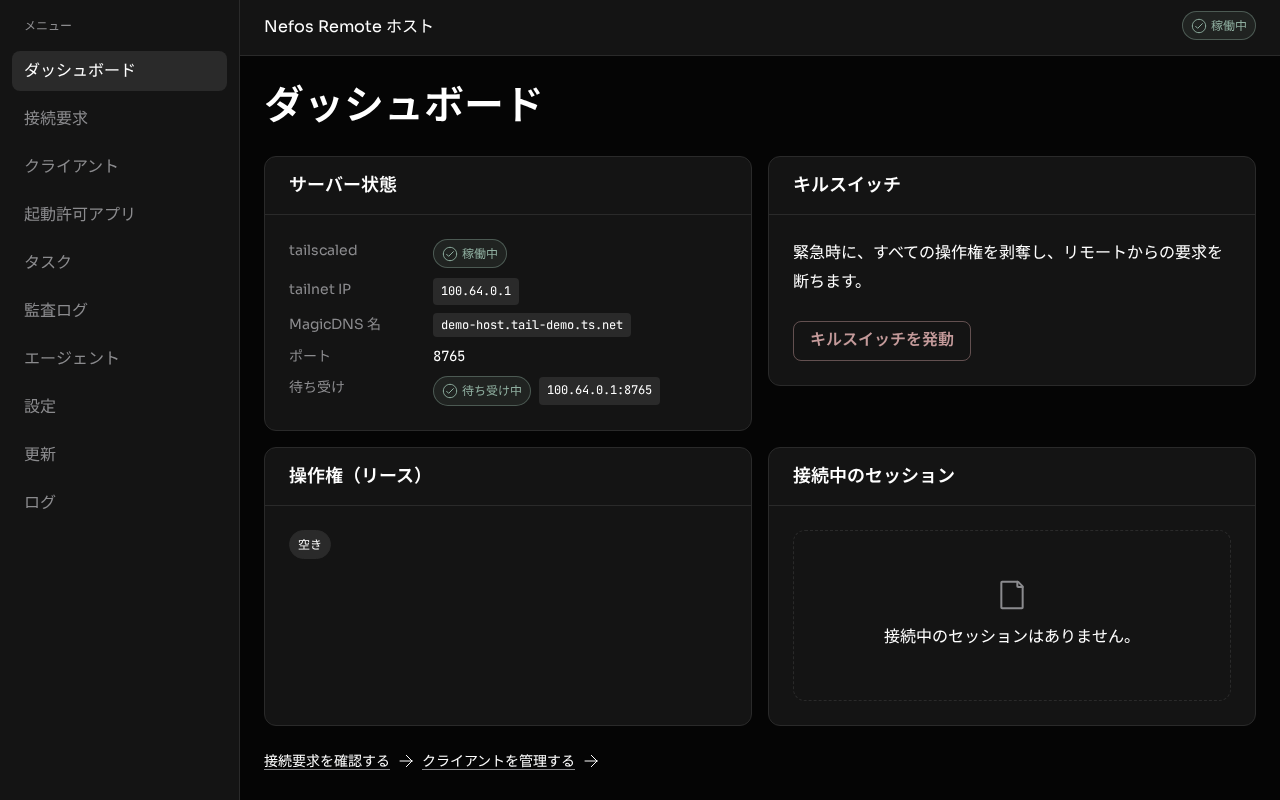 メニュー
ダッシュボード
接続要求
クライアント
起動許可アプリ
タスク
監査ログ
エージェント
設定
更新
ログ
Nefos Remote ホスト
稼働中
ダッシュボード
サーバー状態
tailscaled 稼働中
tailnet IP 100.64.0.1
MagicDNS 名 demo-host.tail-demo.ts.net
ポート 8765
待ち受け 待ち受け中 100.64.0.1:8765
キルスイッチ
緊急時に、すべての操作権を剥奪し、リモートからの要求を
断ちます。
キルスイッチを発動
操作権（リース）
空き
接続中のセッション
接続中のセッションはありません。
接続要求を確認する → クライアントを管理する →